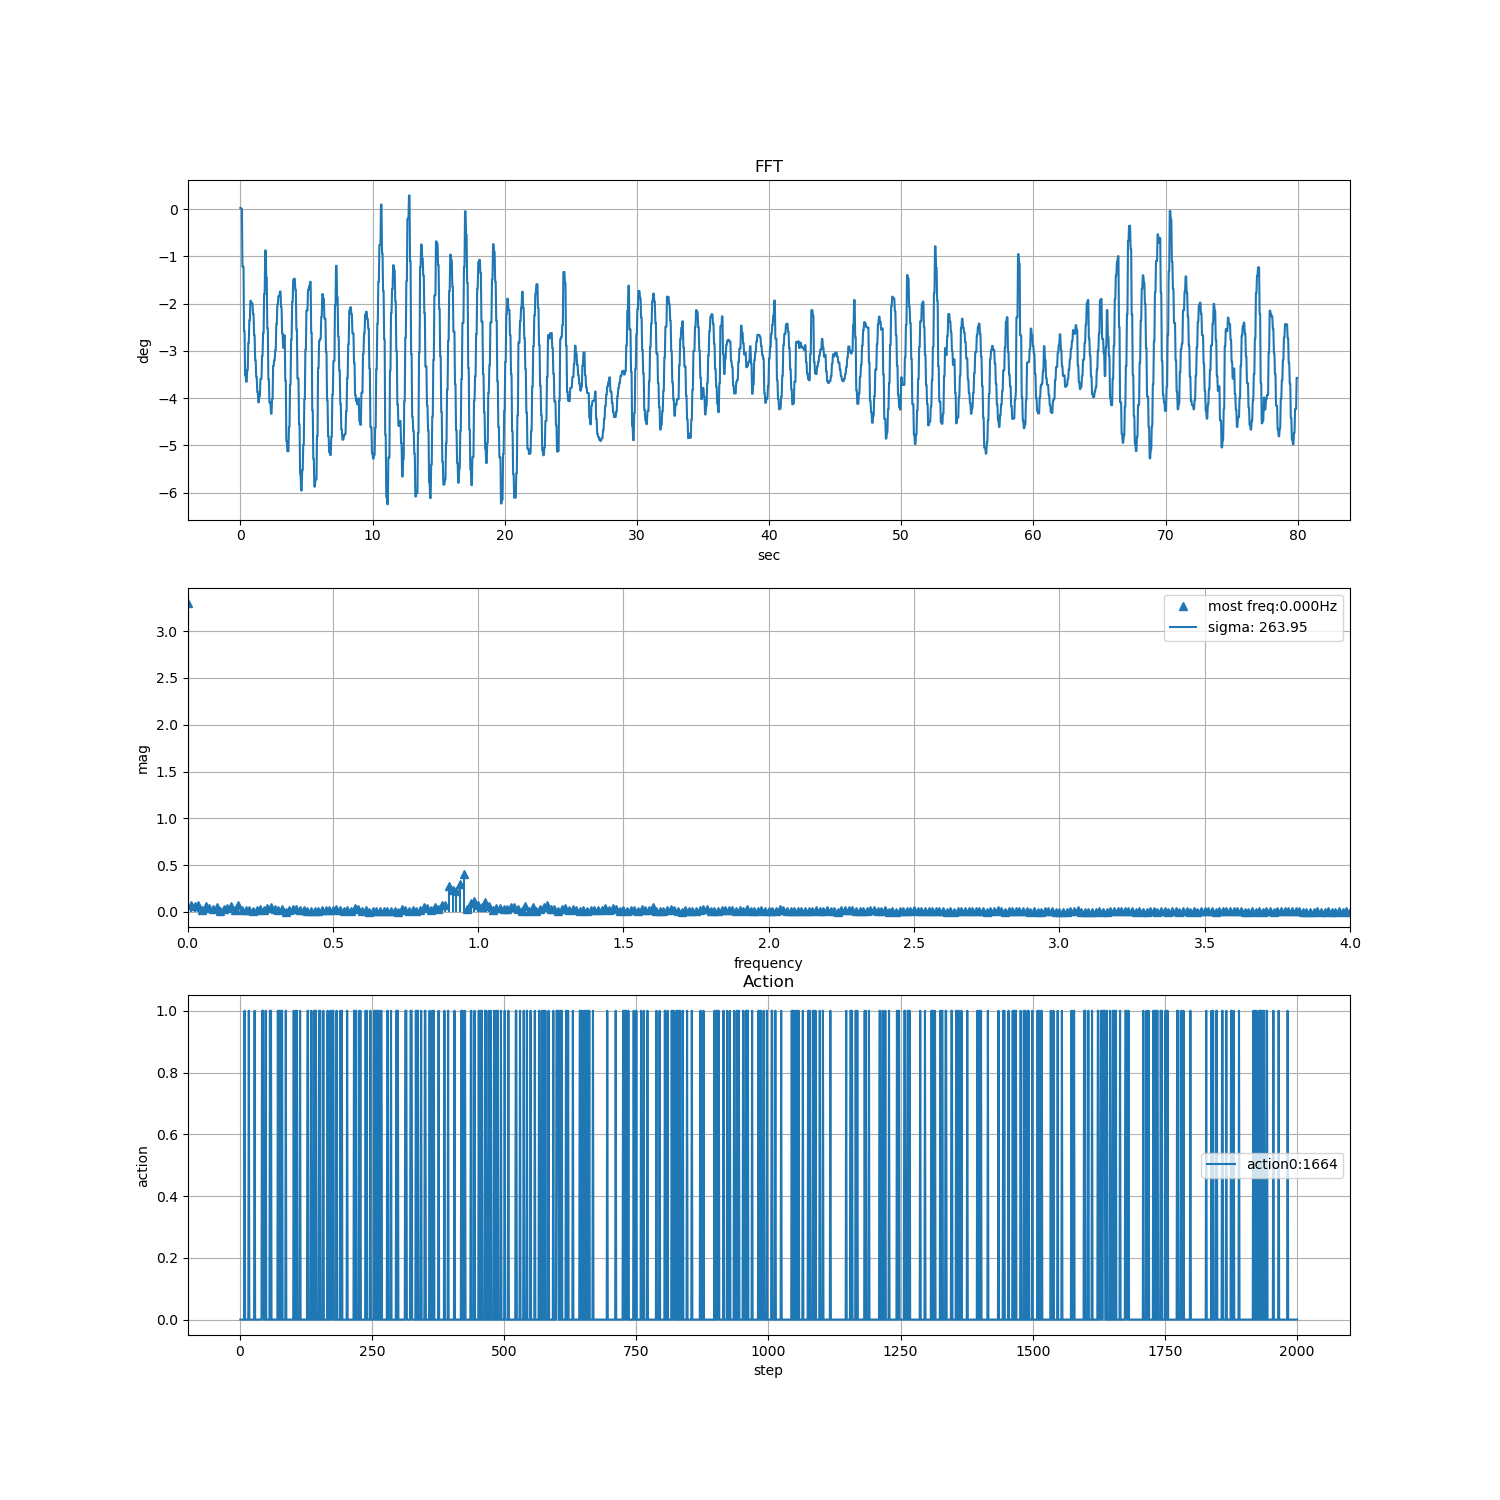 FFT
0
−1
−2
−3
−4
−5
−6
deg
0 10 20 30 40 50 60 70 80
sec
most freq:0.000Hz
sigma: 263.95
3.0
2.5
2.0
1.5
1.0
0.5
0.0
mag
0.0 0.5 1.0 1.5 2.0 2.5 3.0 3.5 4.0
frequency
Action
1.0
0.8
0.6
0.4
0.2
0.0
action
action0:1664
0 250 500 750 1000 1250 1500 1750 2000
step